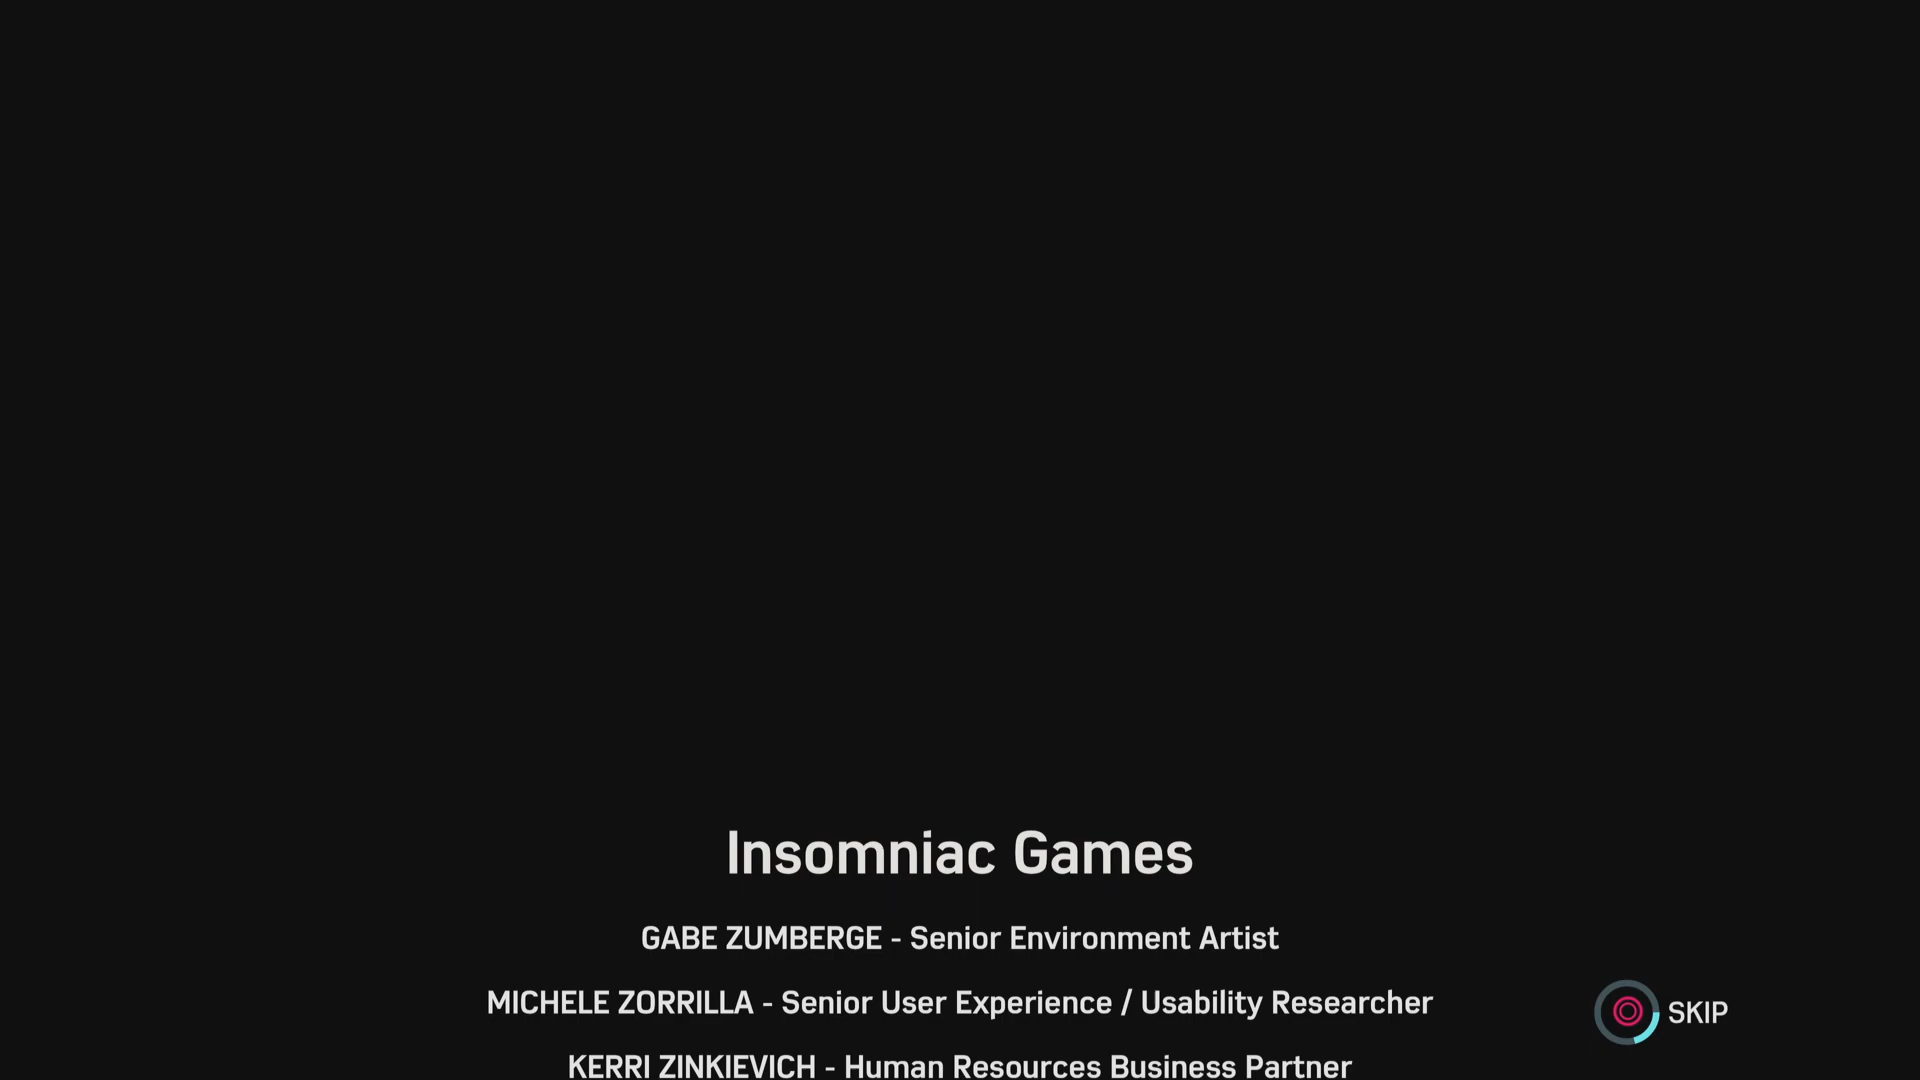 Insomniac Games
GABE ZUMBERGE - Senior Environment Artist
MICHELE ZORRILLA - Senior User Experience / Usability Researcher
SKIP
KERRI ZINKIEVICH - Human Resources Business Partner